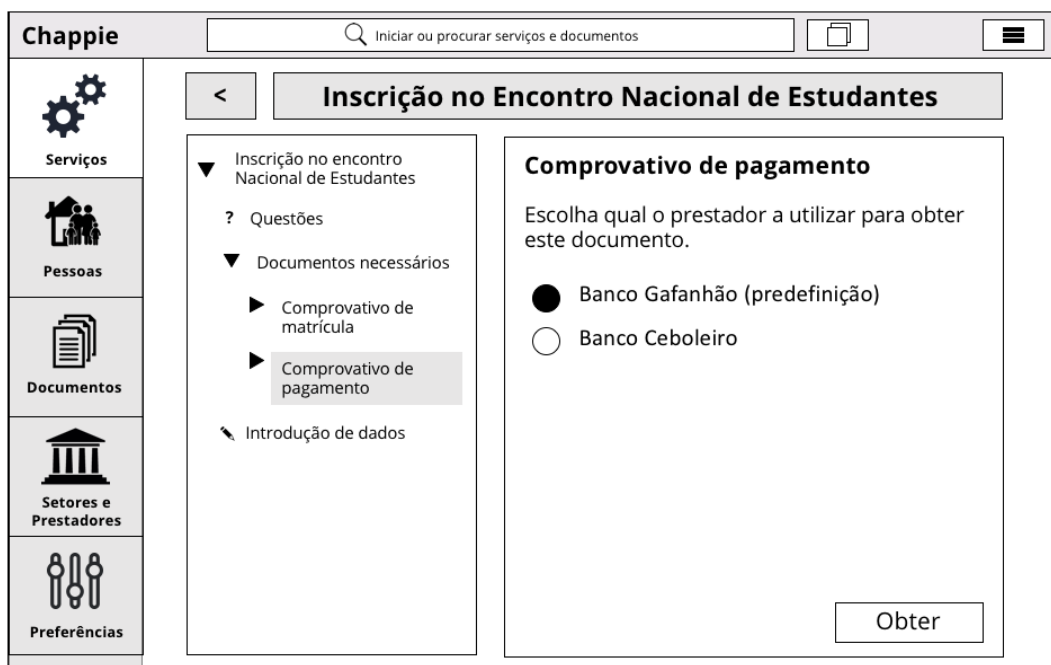 Chappie
Iniciar ou procurar serviços e documentos
Serviços
Pessoas
Documentos
Setores e
Prestadores
Preferências
<
Inscrição no Encontro Nacional de Estudantes
Inscrição no encontro
Nacional de Estudantes
? Questões
Documentos necessários
Comprovativo de
matrícula
Comprovativo de
pagamento
Introdução de dados
Comprovativo de pagamento
Escolha qual o prestador a utilizar para obter
este documento.
Banco Gafanhão (predefinição)
Banco Ceboleiro
Obter